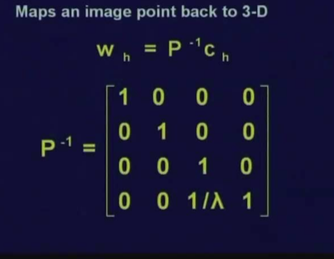 Maps an image point back to 3-D
w h = P -1 c h
P -1 =
1 0 0 0
0 1 0 0
0 0 1 0
0 0 1/λ 1